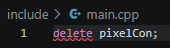 include > main.cpp
1 delete pixelCon;